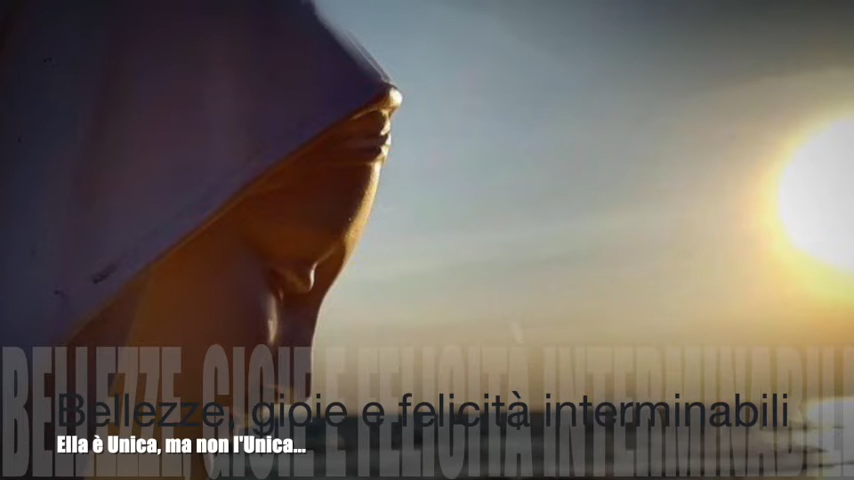 BELLEZZE, GIOIE E FELICITÀ INTERMINABILI
Bellezze, gioie e felicità interminabili
Ella è Unica, ma non l'Unica...